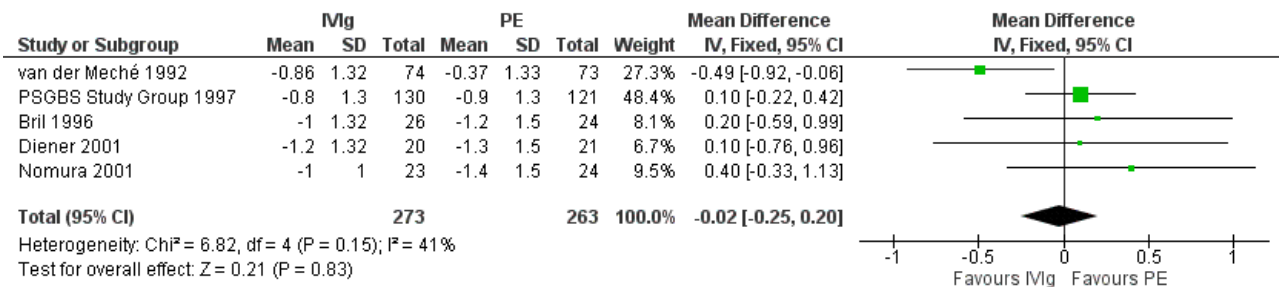 IVIg PE Mean Difference Mean Difference
Study or Subgroup Mean SD Total Mean SD Total Weight IV, Fixed, 95% CI IV, Fixed, 95% CI
van der Meché 1992 -0.86 1.32 74 -0.37 1.33 73 27.3% -0.49 [-0.92, -0.06]
PSGBS Study Group 1997 -0.8 1.3 130 -0.9 1.3 121 48.4% 0.10 [-0.22, 0.42]
Bril 1996 -1 1.32 26 -1.2 1.5 24 8.1% 0.20 [-0.59, 0.99]
Diener 2001 -1.2 1.32 20 -1.3 1.5 21 6.7% 0.10 [-0.76, 0.96]
Nomura 2001 -1 1 23 -1.4 1.5 24 9.5% 0.40 [-0.33, 1.13]
Total (95% CI) 273 263 100.0% -0.02 [-0.25, 0.20]
Heterogeneity: Chi² = 6.82, df = 4 (P = 0.15); I² = 41%
Test for overall effect: Z = 0.21 (P = 0.83)
-1 -0.5 0 0.5 1
Favours IVIg Favours PE